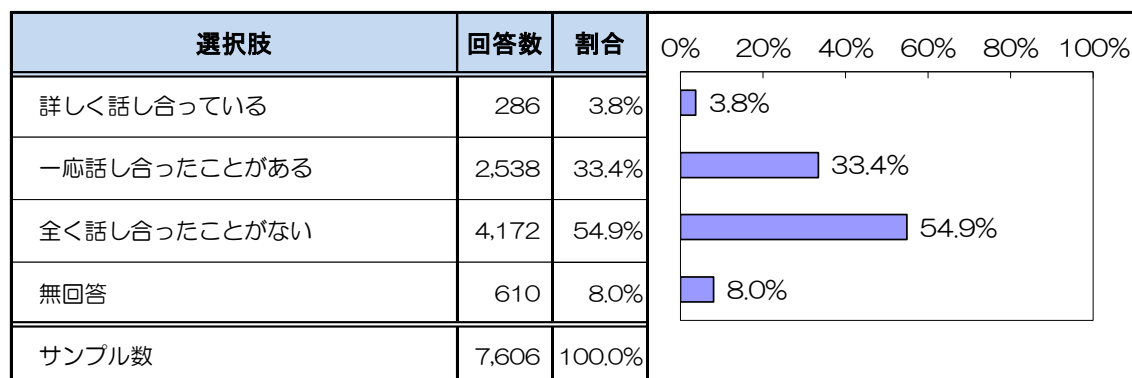 選択肢 回答数 割合
詳しく話し合っている 286 3.8%
一応話し合ったことがある 2,538 33.4%
全く話し合ったことがない 4,172 54.9%
無回答 610 8.0%
サンプル数 7,606 100.0%
0% 20% 40% 60% 80% 100%
3.8%
33.4%
54.9%
8.0%